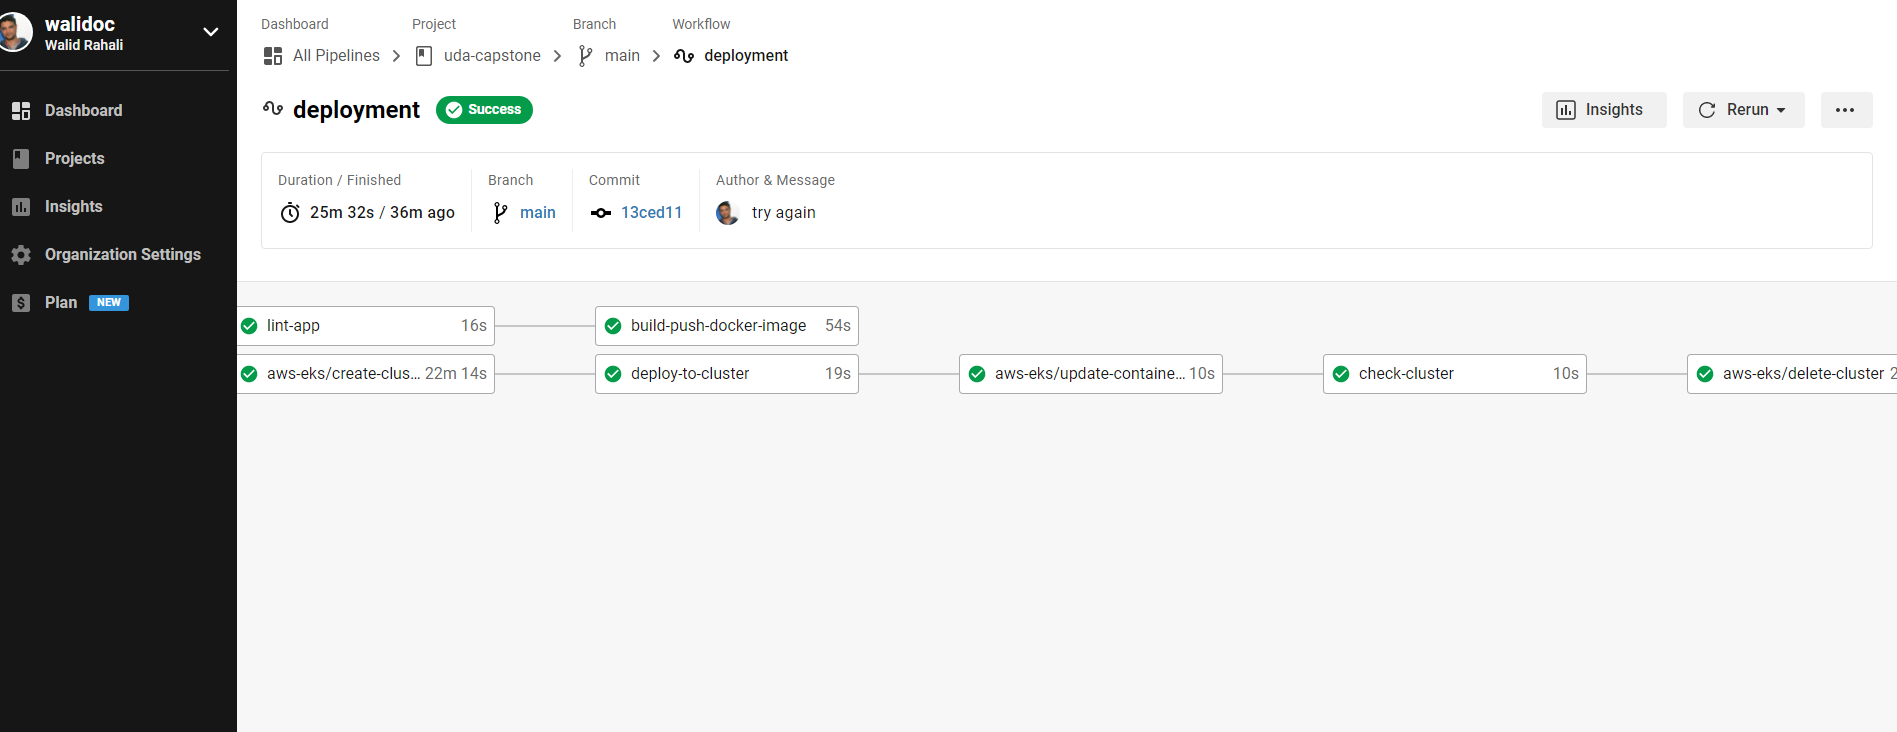 walidoc
Walid Rahali
Dashboard
Projects
Insights
Organization Settings
Plan NEW
Dashboard Project Branch Workflow
All Pipelines uda-capstone main deployment
deployment Success
Insights Rerun
Duration / Finished Branch Commit Author & Message
25m 32s / 36m ago main 13ced11 try again
lint-app 16s build-push-docker-image 54s
aws-eks/create-clus... 22m 14s deploy-to-cluster 19s aws-eks/update-containe... 10s check-cluster 10s aws-eks/delete-cluster